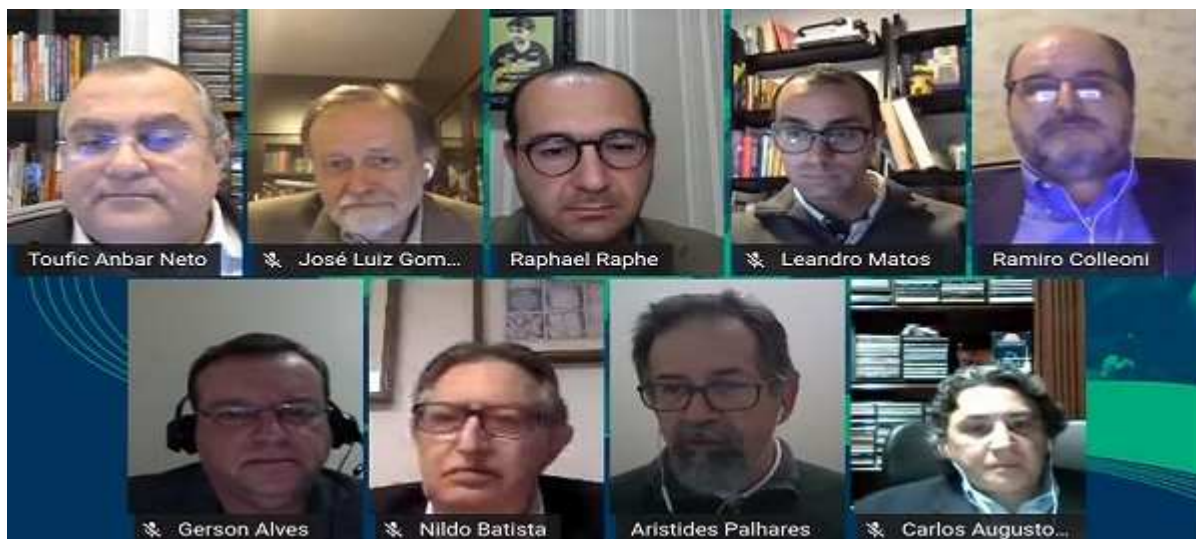 Toufic Anbar Neto
José Luiz Gom...
Raphael Raphe
Leandro Matos
Ramiro Colleoni
Gerson Alves
Nildo Batista
Aristides Palhares
Carlos Augusto...